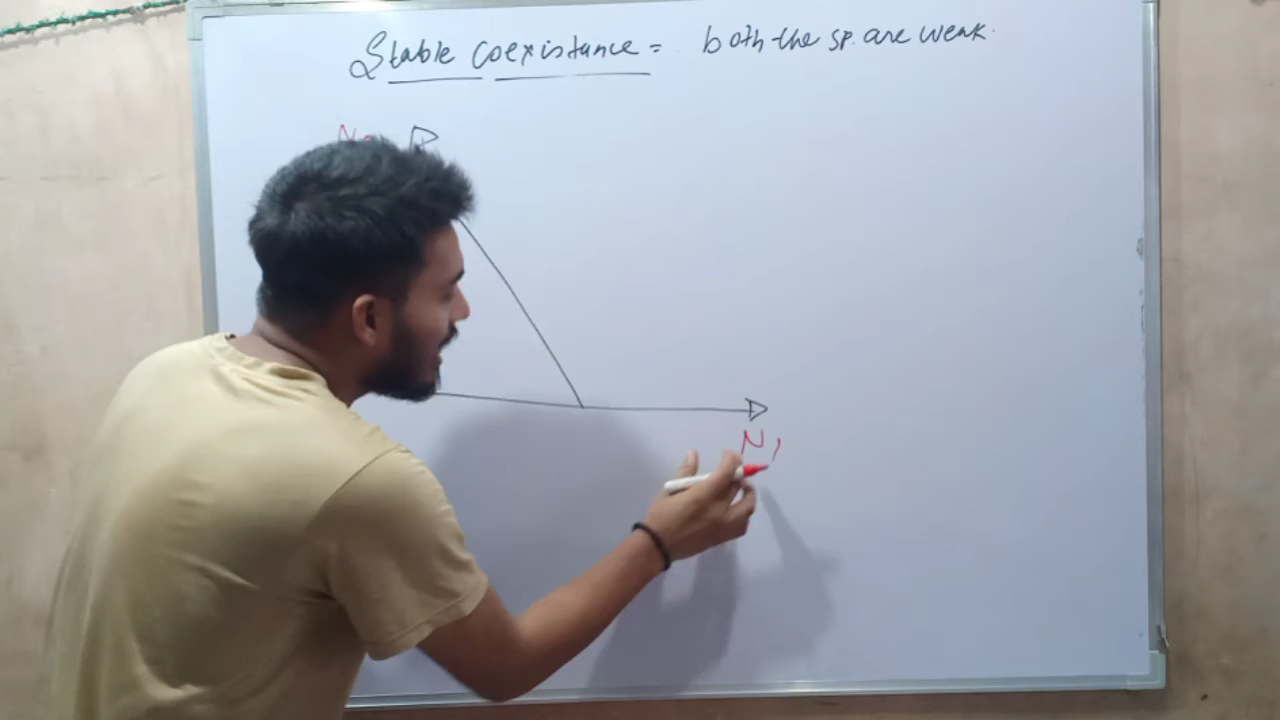 Stable Coexistance = both the sp. are weak.
N1